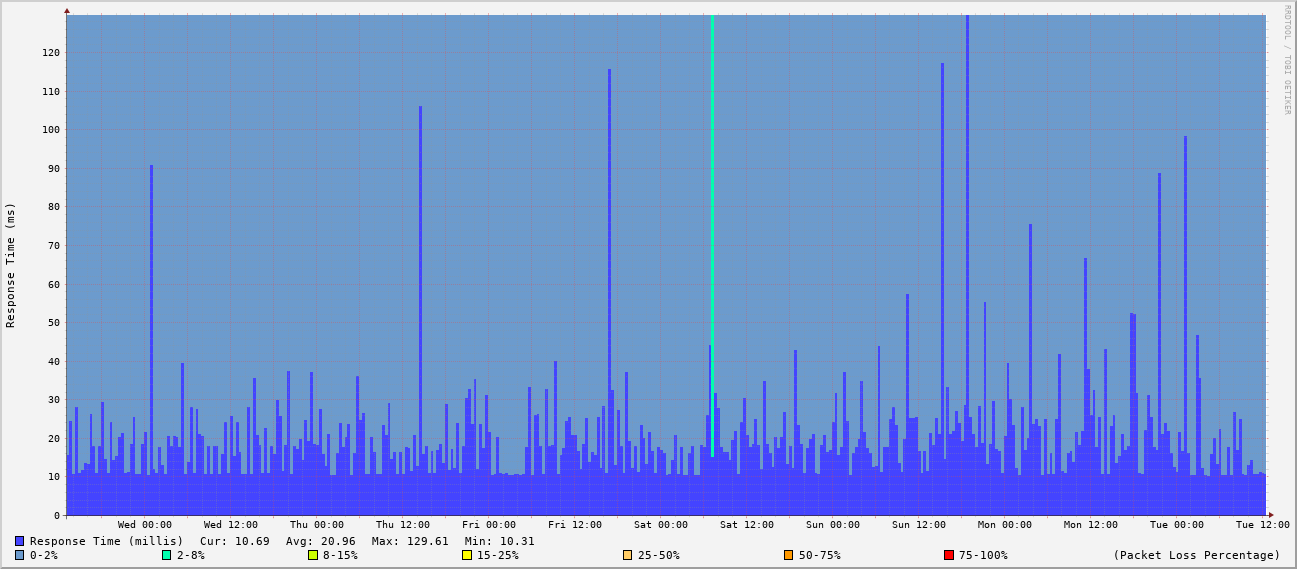 RRDTOOL / TOBI OETIKER
Response Time (ms)
120
110
100
90
80
70
60
50
40
30
20
10
0
Wed 00:00 Wed 12:00 Thu 00:00 Thu 12:00 Fri 00:00 Fri 12:00 Sat 00:00 Sat 12:00 Sun 00:00 Sun 12:00 Mon 00:00 Mon 12:00 Tue 00:00 Tue 12:00
Response Time (millis) Cur: 10.69 Avg: 20.96 Max: 129.61 Min: 10.31
0-2% 2-8% 8-15% 15-25% 25-50% 50-75% 75-100% (Packet Loss Percentage)